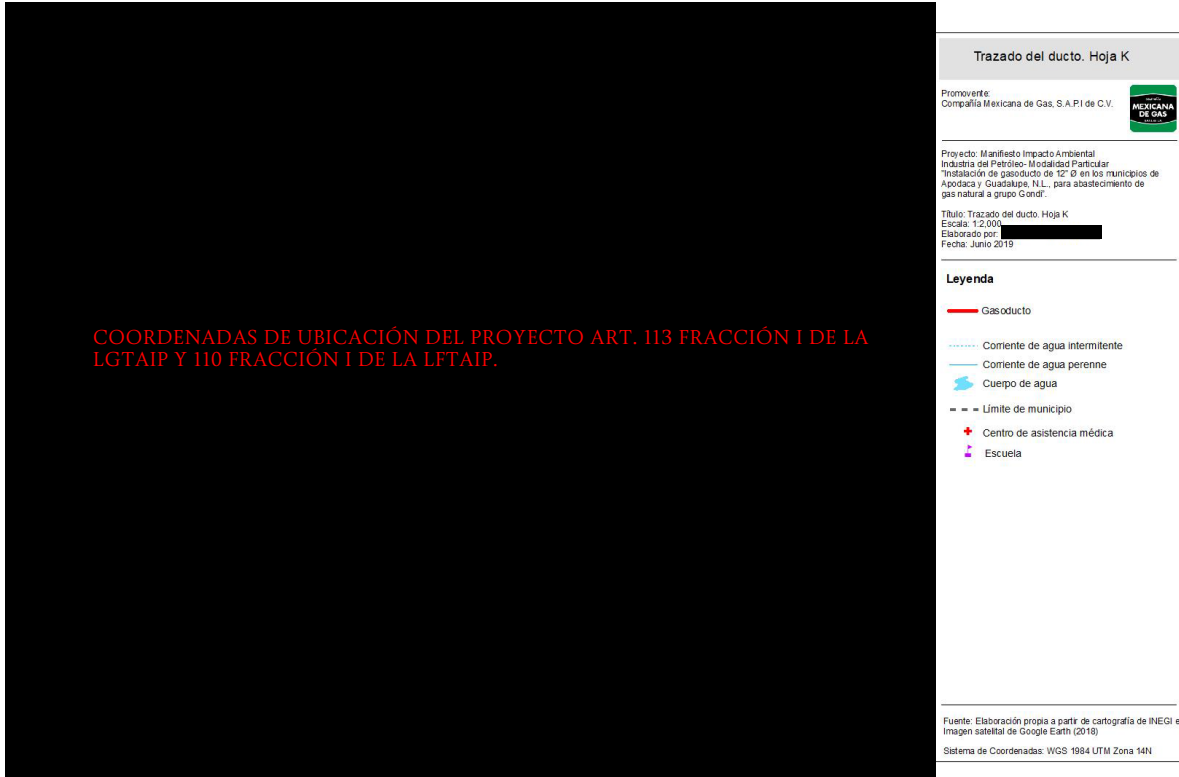 COORDENADAS DE UBICACIÓN DEL PROYECTO ART. 113 FRACCIÓN I DE LA
LGTAIP Y 110 FRACCIÓN I DE LA LFTAIP.
Trazado del ducto. Hoja K
Promovente:
Compañía Mexicana de Gas, S.A.P.I de C.V.
MEXICANA
DE GAS
Proyecto: Manifiesto Impacto Ambiental
Industria del Petróleo- Modalidad Particular
"Instalación de gasoducto de 12" Ø en los municipios de
Apodaca y Guadalupe, N.L., para abastecimiento de
gas natural a grupo Gondi".
Título: Trazado del ducto. Hoja K
Escala: 1:2,000
Elaborado por:
Fecha: Junio 2019
Leyenda
Gasoducto
Corriente de agua intermitente
Corriente de agua perenne
Cuerpo de agua
Límite de municipio
Centro de asistencia médica
Escuela
Fuente: Elaboración propia a partir de cartografía de INEGI e
Imagen satelital de Google Earth (2018)
Sistema de Coordenadas: WGS 1984 UTM Zona 14N